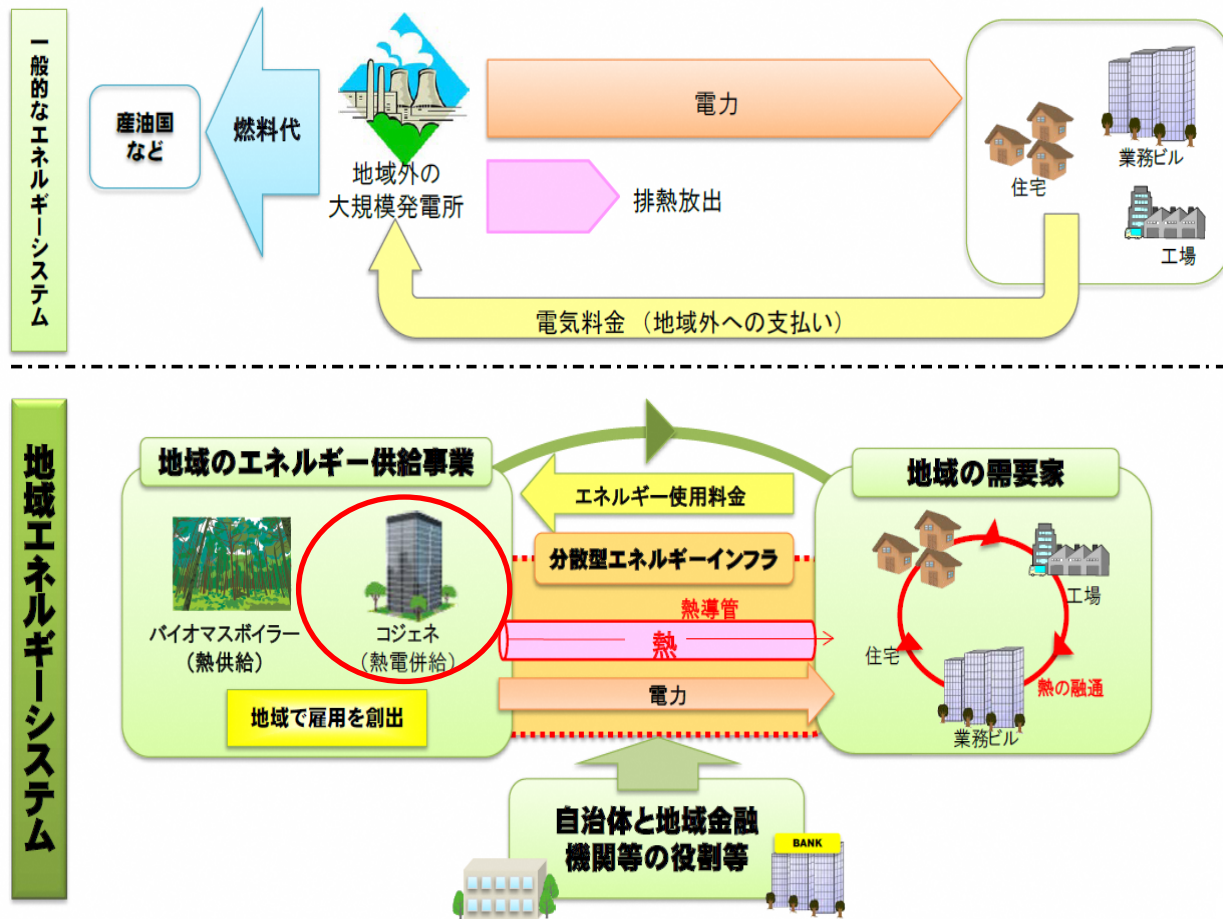 一般的なエネルギーシステム
産油国
など
燃料代
地域外の
大規模発電所
電力
排熱放出
住宅
業務ビル
工場
電気料金 (地域外への支払い)
地域エネルギーシステム
地域のエネルギー供給事業
バイオマスボイラー
(熱供給)
コジェネ
(熱電併給)
地域で雇用を創出
エネルギー使用料金
分散型エネルギーインフラ
熱導管
熱
電力
地域の需要家
工場
住宅
熱の融通
業務ビル
自治体と地域金融
機関等の役割等
BANK